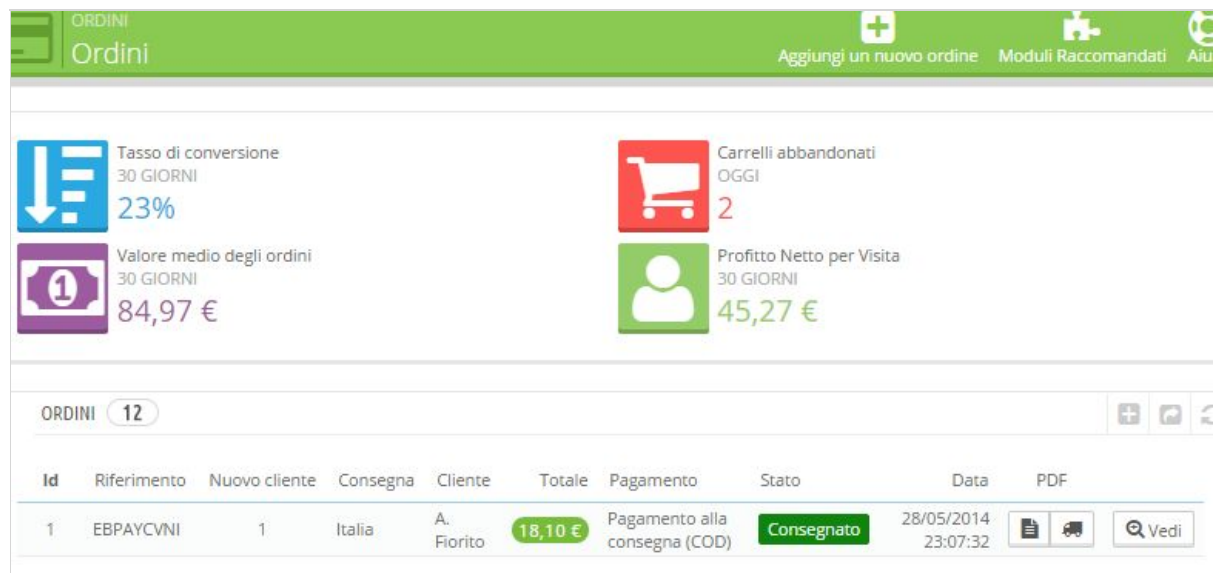 ORDINI
Ordini
Aggiungi un nuovo ordine
Moduli Raccomandati
Aiu
Tasso di conversione
30 GIORNI
23%
Carrelli abbandonati
OGGI
2
1
Valore medio degli ordini
30 GIORNI
84,97 €
Profitto Netto per Visita
30 GIORNI
45,27 €
ORDINI 12
Id Riferimento Nuovo cliente Consegna Cliente Totale Pagamento Stato Data PDF
1 EBPAYCVNI 1 Italia A. Fiorito 18,10 € Pagamento alla consegna (COD) Consegnato 28/05/2014 23:07:32 Vedi